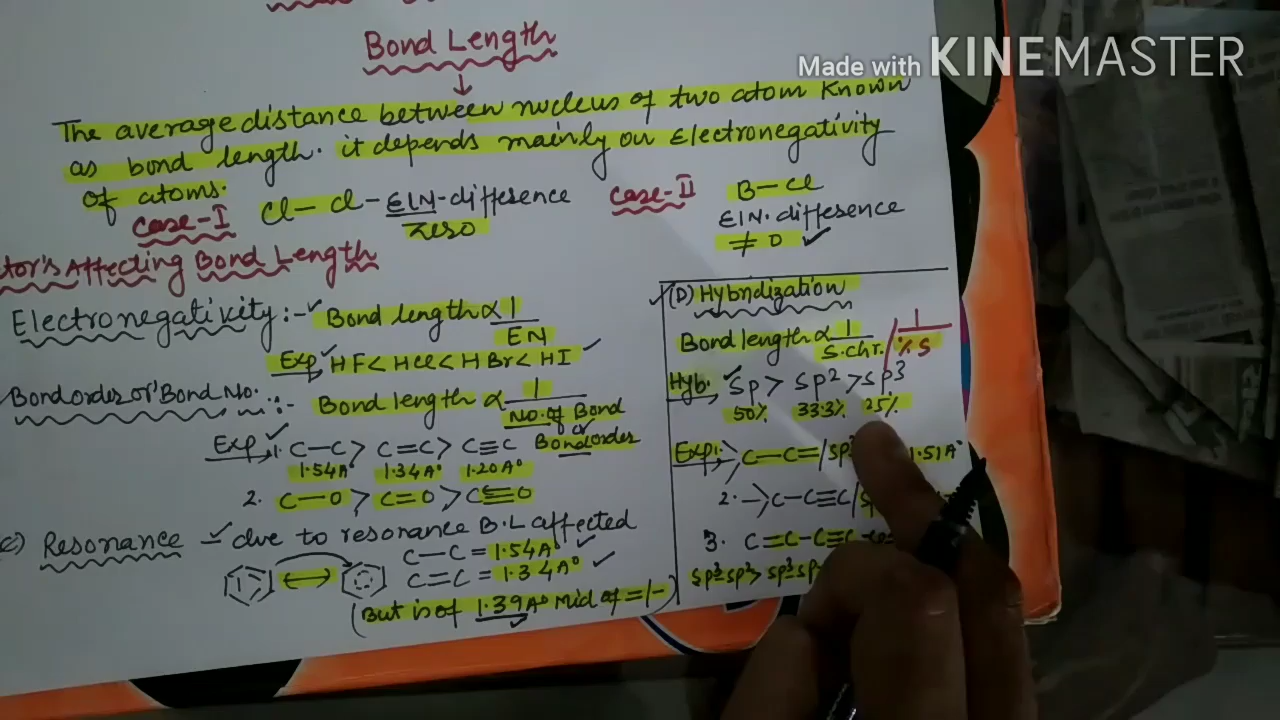 Made with KINEMASTER
Bond Length
↓
The average distance between nucleus of two atom known
as bond length. it depends mainly on Electronegativity
of atoms.
Case-I Cl-Cl-E|N-difference
Zero
Case-II B-Cl
E|N. difference
≠ 0 ✓
Affecting Bond Length
Electronegativity :- ✓ Bond length ∝ 1/EN
Exp ✓ HF < HCl < HBr < HI ✓
Bond order or Bond No. :- Bond length ∝ 1/No. of Bond or Bond order
Exp ✓ 1. C-C > C=C > C≡C
1.54A° 1.34A° 1.20A°
2. C-O > C=O > C≡O
c) Resonance - ✓ due to resonance B.L affected
C-C = 1.54A° ✓
C=C = 1.34A° ✓
(But is of 1.39A° Mid of =/-)
✓(D) Hybridization
Bond length ∝ 1/S.chr. / 1/% S
Hyb. ✓ Sp > Sp2 > sp3
50% 33.3% 25%
Exp 1. > C-C=/sp3 1.51A°
2. -> C-C≡C/
3. C=C-C≡C
sp2sp2 > sp3